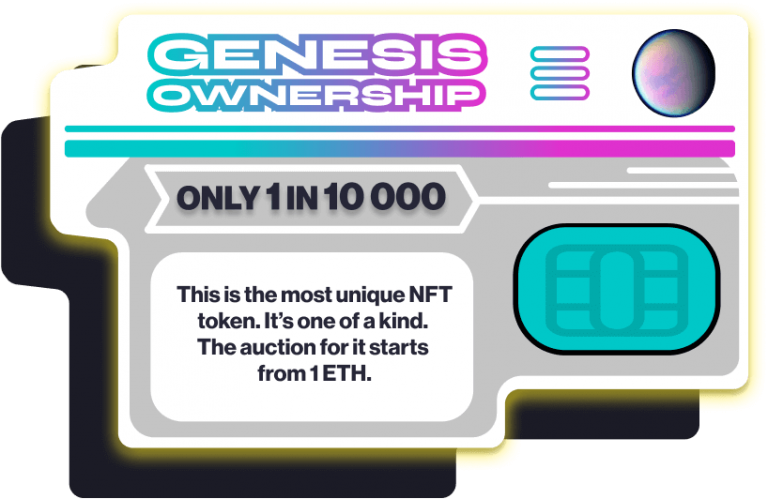 GENESIS
OWNERSHIP
ONLY 1 IN 10 000
This is the most unique NFT
token. It’s one of a kind.
The auction for it starts
from 1 ETH.